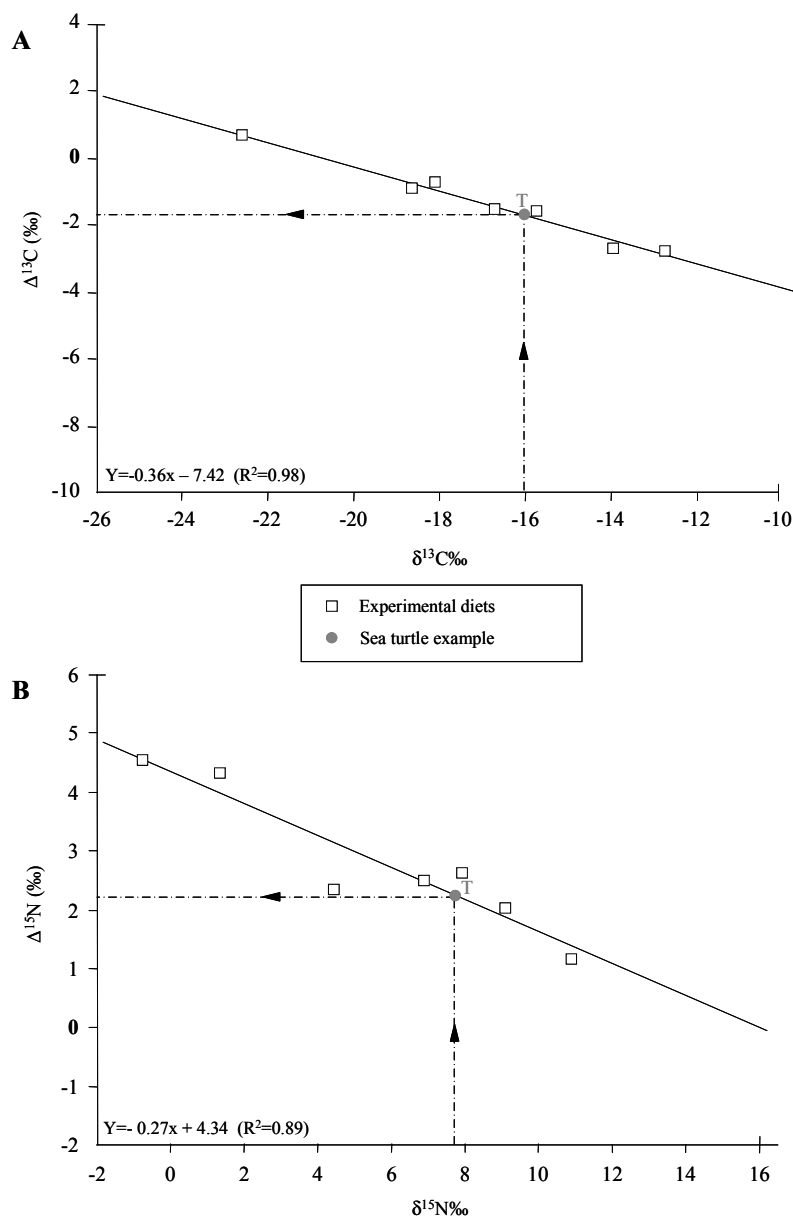 A
4
2
0
-2
-4
-6
-8
-10
Δ¹³C (‰)
T
Y=-0.36x – 7.42 (R²=0.98)
-26 -24 -22 -20 -18 -16 -14 -12 -10
δ¹³C‰
Experimental diets
Sea turtle example
B
6
5
4
3
2
1
0
-1
-2
Δ¹⁵N (‰)
T
Y=- 0.27x + 4.34 (R²=0.89)
-2 0 2 4 6 8 10 12 14 16
δ¹⁵N‰